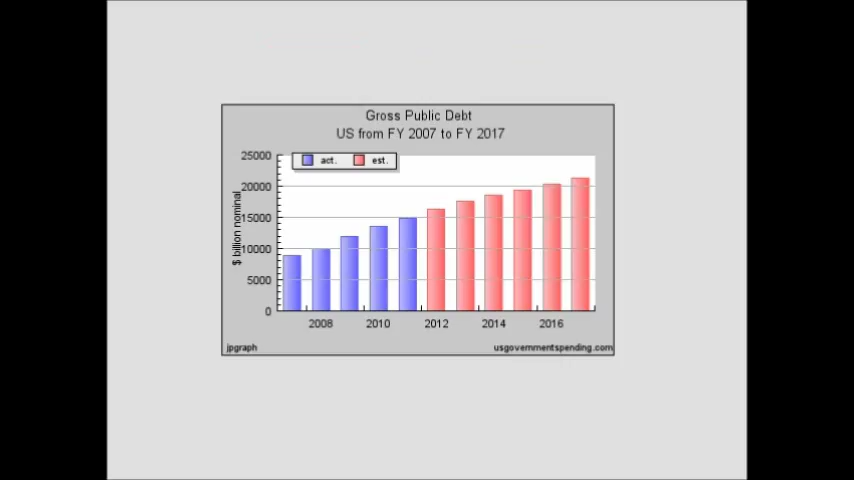 Gross Public Debt
US from FY 2007 to FY 2017
act. est.
$ billion nominal
25000
20000
15000
10000
5000
0
2008 2010 2012 2014 2016
jpgraph usgovernmentspending.com